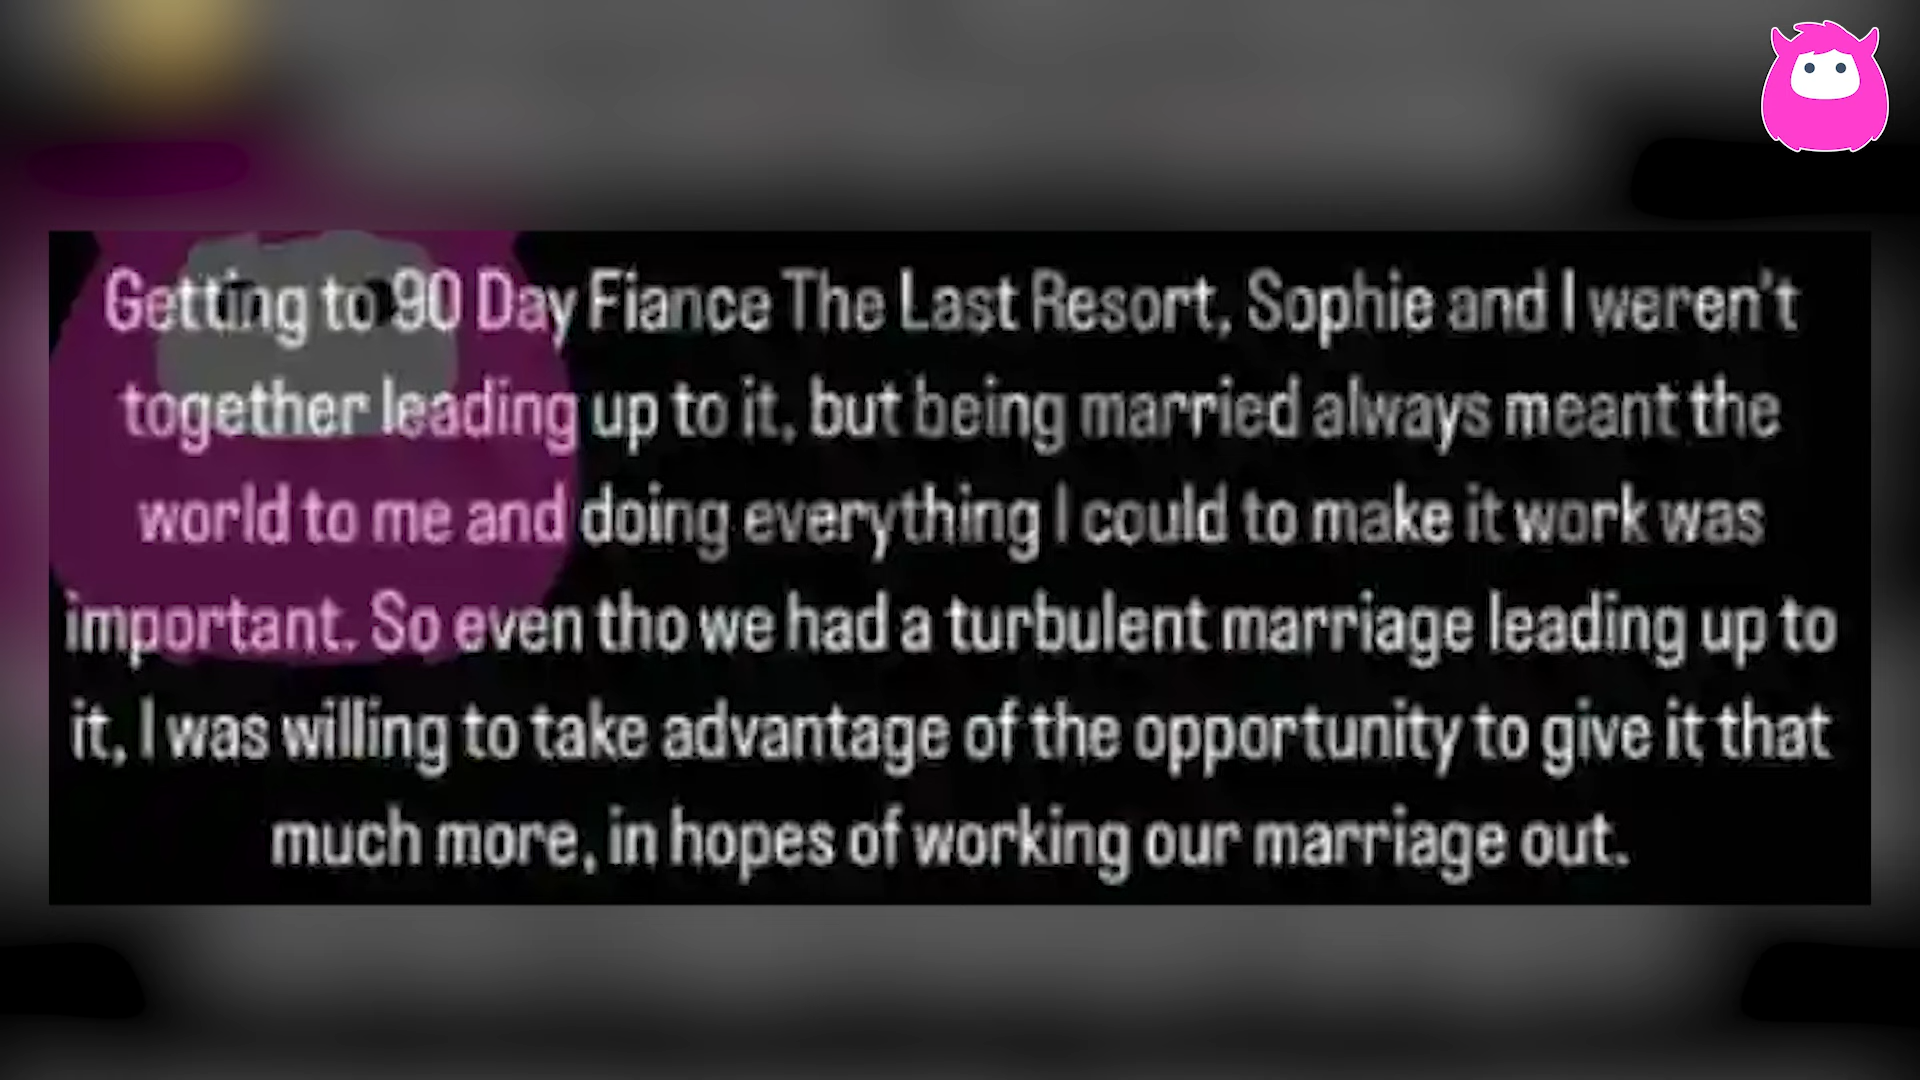 Getting to 90 Day Fiance The Last Resort, Sophie and I weren't
together leading up to it, but being married always meant the
world to me and doing everything I could to make it work was
important. So even tho we had a turbulent marriage leading up to
it, I was willing to take advantage of the opportunity to give it that
much more, in hopes of working our marriage out.